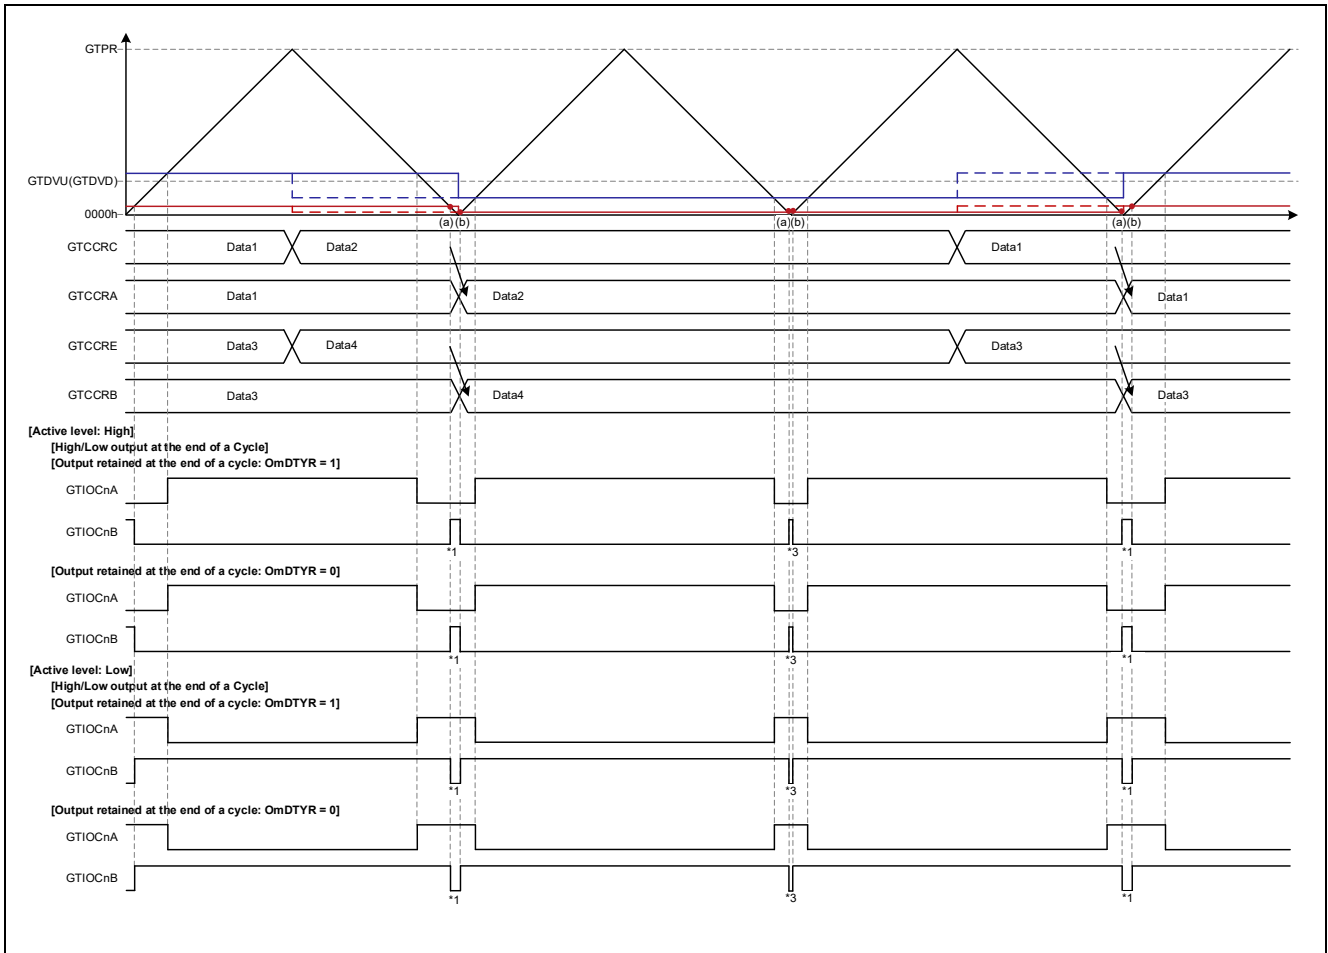 GTPR
GTDVU(GTDVD)
0000h
(a) (b) (a) (b) (a) (b)
GTCCRC Data1 Data2 Data1
GTCCRA Data1 Data2 Data1
GTCCRE Data3 Data4 Data3
GTCCRB Data3 Data4 Data3
[Active level: High]
[High/Low output at the end of a Cycle]
[Output retained at the end of a cycle: OmDTYR = 1]
GTIOCnA
GTIOCnB
*1 *3 *1
[Output retained at the end of a cycle: OmDTYR = 0]
GTIOCnA
GTIOCnB
*1 *3 *1
[Active level: Low]
[High/Low output at the end of a Cycle]
[Output retained at the end of a cycle: OmDTYR = 1]
GTIOCnA
GTIOCnB
*1 *3 *1
[Output retained at the end of a cycle: OmDTYR = 0]
GTIOCnA
GTIOCnB
*1 *3 *1